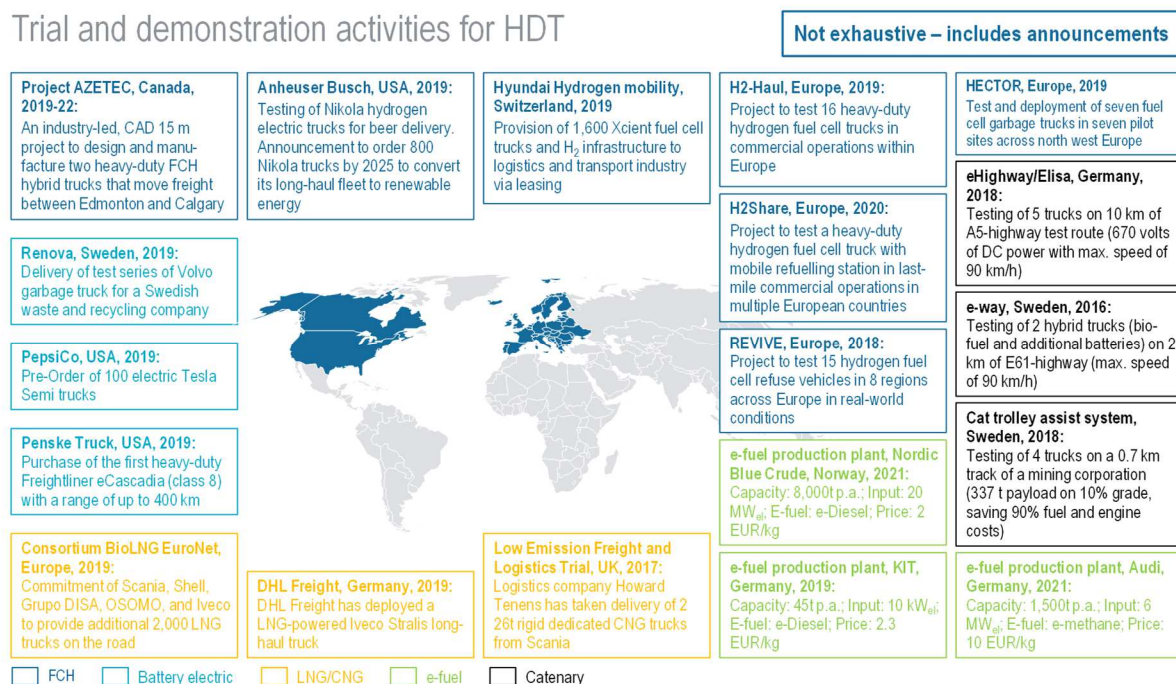 Trial and demonstration activities for HDT
Not exhaustive – includes announcements
Project AZETEC, Canada,
2019-22:
An industry-led, CAD 15 m
project to design and manu-
facture two heavy-duty FCH
hybrid trucks that move freight
between Edmonton and Calgary
Anheuser Busch, USA, 2019:
Testing of Nikola hydrogen
electric trucks for beer delivery.
Announcement to order 800
Nikola trucks by 2025 to convert
its long-haul fleet to renewable
energy
Hyundai Hydrogen mobility,
Switzerland, 2019
Provision of 1,600 Xcient fuel cell
trucks and H₂ infrastructure to
logistics and transport industry
via leasing
H2-Haul, Europe, 2019:
Project to test 16 heavy-duty
hydrogen fuel cell trucks in
commercial operations within
Europe
HECTOR, Europe, 2019
Test and deployment of seven fuel
cell garbage trucks in seven pilot
sites across north west Europe
eHighway/Elisa, Germany,
2018:
Testing of 5 trucks on 10 km of
A5-highway test route (670 volts
of DC power with max. speed of
90 km/h)
Renova, Sweden, 2019:
Delivery of test series of Volvo
garbage truck for a Swedish
waste and recycling company
H2Share, Europe, 2020:
Project to test a heavy-duty
hydrogen fuel cell truck with
mobile refuelling station in last-
mile commercial operations in
multiple European countries
e-way, Sweden, 2016:
Testing of 2 hybrid trucks (bio-
fuel and additional batteries) on 2
km of E61-highway (max. speed
of 90 km/h)
PepsiCo, USA, 2019:
Pre-Order of 100 electric Tesla
Semi trucks
REVIVE, Europe, 2018:
Project to test 15 hydrogen fuel
cell refuse vehicles in 8 regions
across Europe in real-world
conditions
Cat trolley assist system,
Sweden, 2018:
Testing of 4 trucks on a 0.7 km
track of a mining corporation
(337 t payload on 10% grade,
saving 90% fuel and engine
costs)
Penske Truck, USA, 2019:
Purchase of the first heavy-duty
Freightliner eCascadia (class 8)
with a range of up to 400 km
e-fuel production plant, Nordic
Blue Crude, Norway, 2021:
Capacity: 8,000t p.a.; Input: 20
MWel; E-fuel: e-Diesel; Price: 2
EUR/kg
Consortium BioLNG EuroNet,
Europe, 2019:
Commitment of Scania, Shell,
Grupo DISA, OSOMO, and Iveco
to provide additional 2,000 LNG
trucks on the road
DHL Freight, Germany, 2019:
DHL Freight has deployed a
LNG-powered Iveco Stralis long-
haul truck
Low Emission Freight and
Logistics Trial, UK, 2017:
Logistics company Howard
Tenens has taken delivery of 2
26t rigid dedicated CNG trucks
from Scania
e-fuel production plant, KIT,
Germany, 2019:
Capacity: 45t p.a.; Input: 10 kWel;
E-fuel: e-Diesel; Price: 2.3
EUR/kg
e-fuel production plant, Audi,
Germany, 2021:
Capacity: 1,500t p.a.; Input: 6
MWel; E-fuel: e-methane; Price:
10 EUR/kg
FCH
Battery electric
LNG/CNG
e-fuel
Catenary